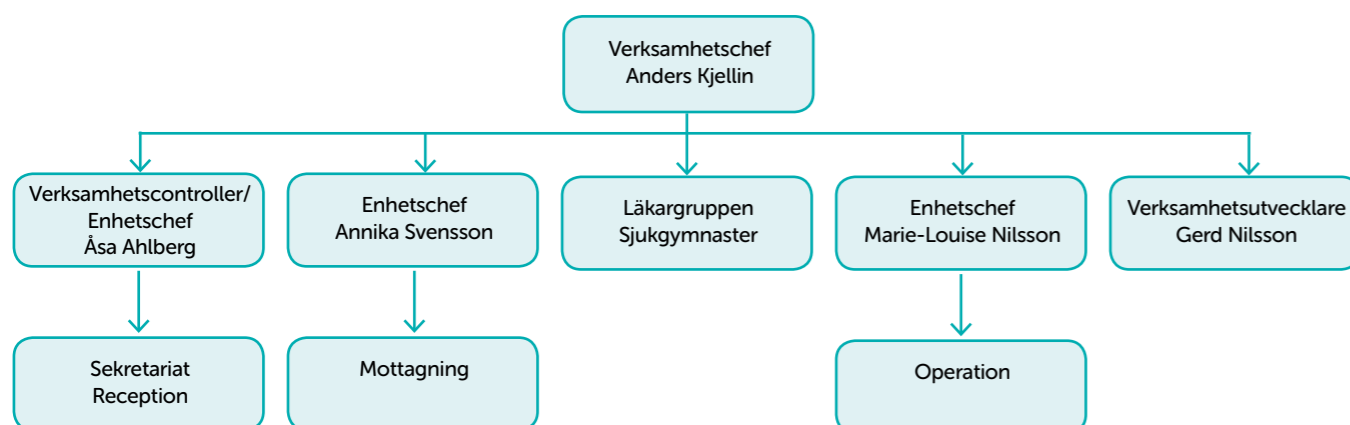 Verksamhetschef
Anders Kjellin
Verksamhetscontroller/
Enhetschef
Åsa Ahlberg
Enhetschef
Annika Svensson
Läkargruppen
Sjukgymnaster
Enhetschef
Marie-Louise Nilsson
Verksamhetsutvecklare
Gerd Nilsson
Sekretariat
Reception
Mottagning
Operation